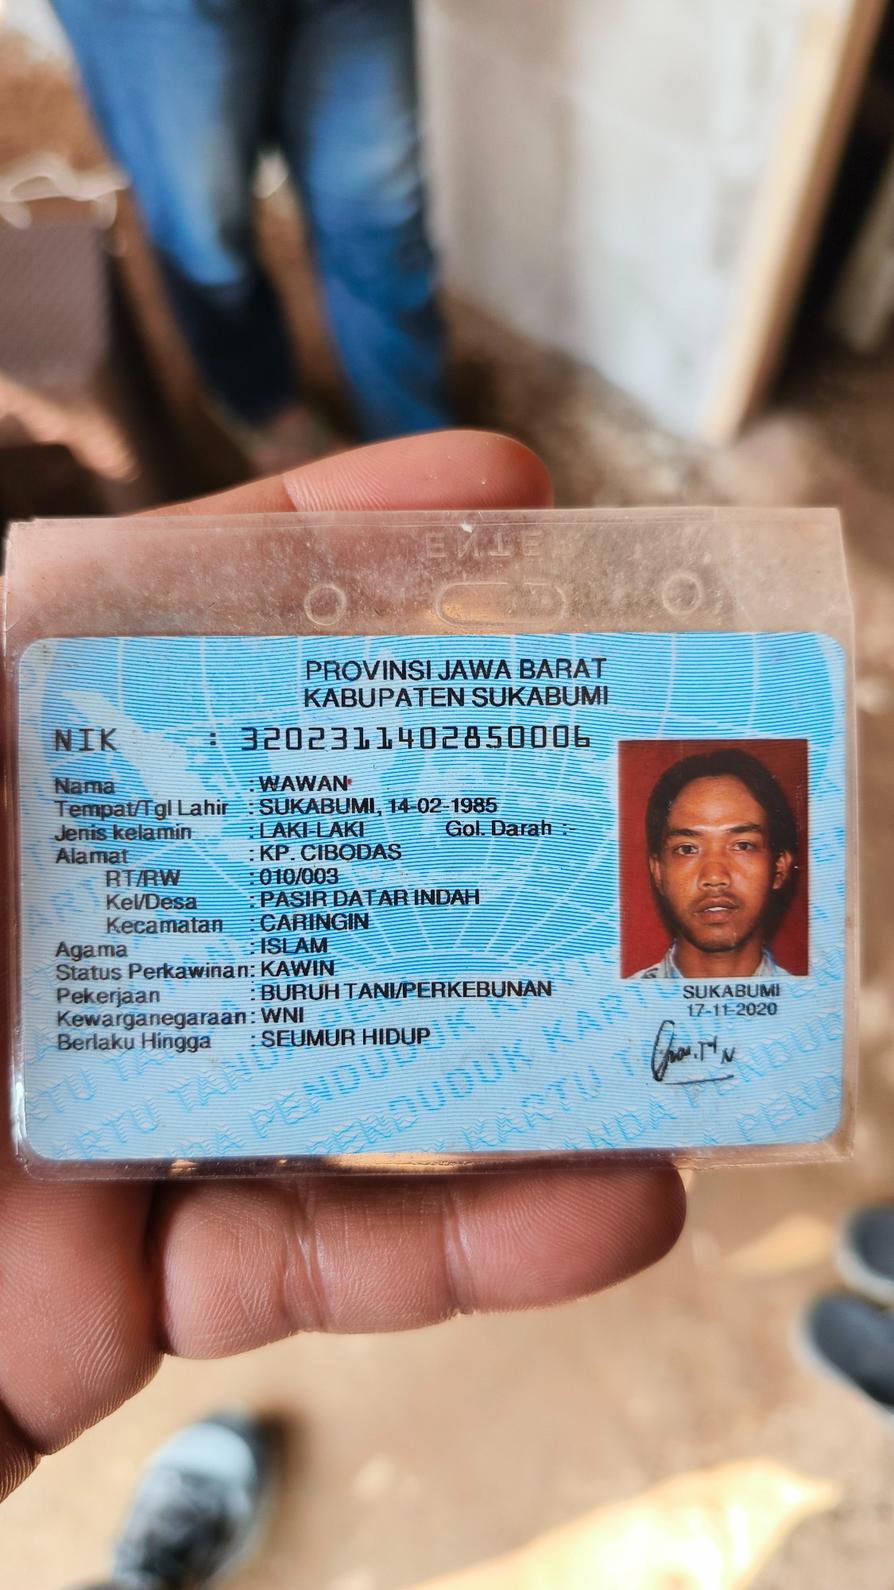 ENTER
PROVINSI JAWA BARAT
KABUPATEN SUKABUMI
NIK : 3202311402850006
Nama : WAWAN
Tempat/Tgl Lahir : SUKABUMI, 14-02-1985
Jenis kelamin : LAKI-LAKI Gol. Darah :-
Alamat : KP. CIBODAS
RT/RW : 010/003
Kel/Desa : PASIR DATAR INDAH
Kecamatan : CARINGIN
Agama : ISLAM
Status Perkawinan: KAWIN
Pekerjaan : BURUH TANI/PERKEBUNAN
Kewarganegaraan: WNI
Berlaku Hingga : SEUMUR HIDUP
SUKABUMI
17-11-2020